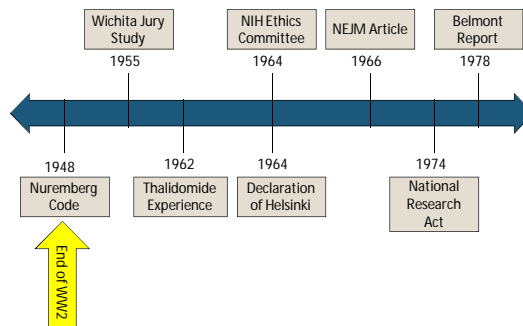 Wichita Jury
Study
1955
NIH Ethics
Committee
1964
NEJM Article
1966
Belmont
Report
1978
1948
Nuremberg
Code
1962
Thalidomide
Experience
1964
Declaration
of Helsinki
1974
National
Research
Act
End of WW2